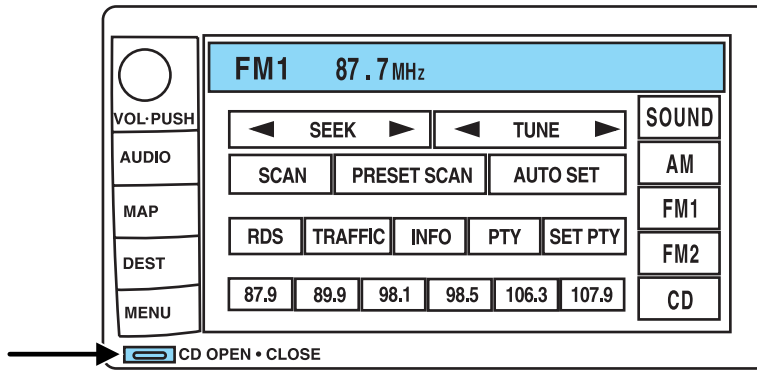 FM1 87.7 MHz
VOL·PUSH
AUDIO
MAP
DEST
MENU
SEEK TUNE
SCAN PRESET SCAN AUTO SET
RDS TRAFFIC INFO PTY SET PTY
87.9 89.9 98.1 98.5 106.3 107.9
SOUND
AM
FM1
FM2
CD
CD OPEN • CLOSE